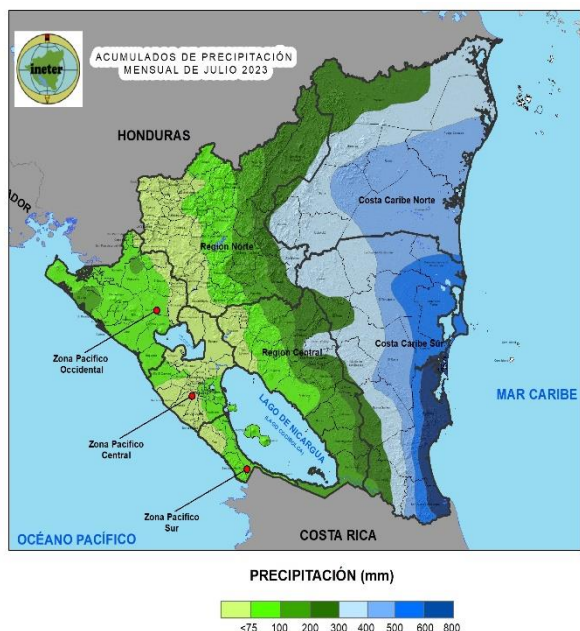 ineter
ACUMULADOS DE PRECIPITACIÓN
MENSUAL DE JULIO 2023
HONDURAS
ADOR
Costa Caribe Norte
Región Norte
Región Central
Costa Caribe Sur
Zona Pacífico
Occidental
MAR CARIBE
LAGO DE NICARGUA
Zona Pacífico
Central
Zona Pacífico
Sur
COSTA RICA
OCÉANO PACÍFICO
PRECIPITACIÓN (mm)
<75 100 200 300 400 500 600 800